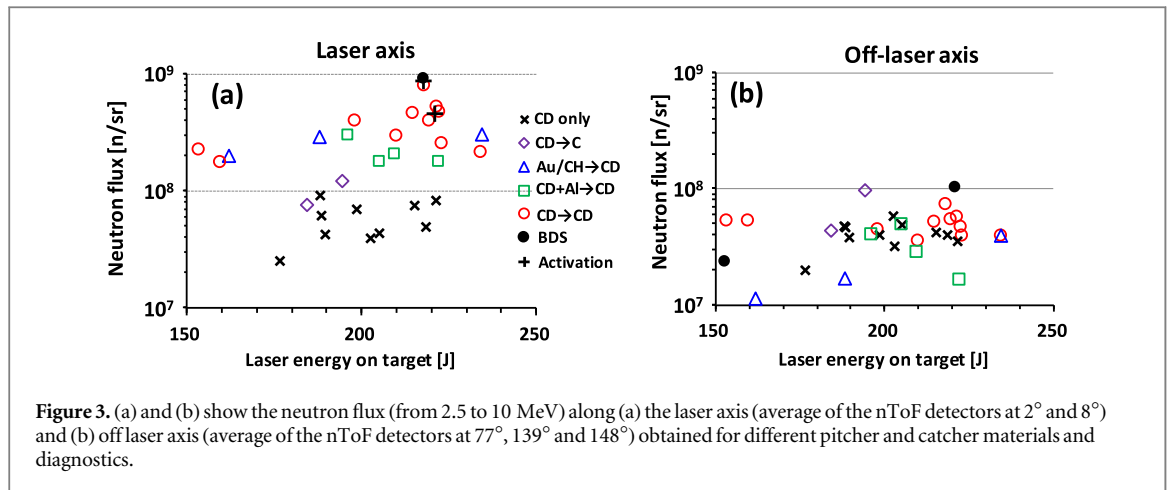 Laser axis
(a)
Neutron flux [n/sr]
10⁹
10⁸
10⁷
150
200
250
Laser energy on target [J]
CD only
CD→C
Au/CH→CD
CD+Al→CD
CD→CD
BDS
Activation
Off-laser axis
(b)
Neutron flux [n/sr]
10⁹
10⁸
10⁷
150
200
250
Laser energy on target [J]
Figure 3. (a) and (b) show the neutron flux (from 2.5 to 10 MeV) along (a) the laser axis (average of the nToF detectors at 2° and 8°)
and (b) off laser axis (average of the nToF detectors at 77°, 139° and 148°) obtained for different pitcher and catcher materials and
diagnostics.